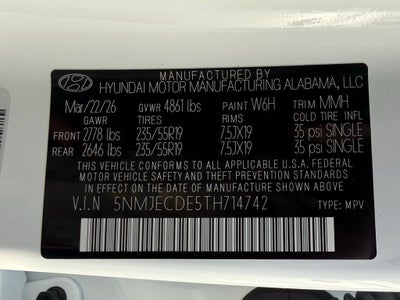 MANUFACTURED BY
HYUNDAI MOTOR MANUFACTURING ALABAMA, LLC
Mar/22/26 GVWR 4861 lbs PAINT W6H TRIM MMH
GAWR TIRES RIMS COLD TIRE INFL
FRONT 2778 lbs 235/55R19 7.5JX19 35 psi SINGLE
REAR 2646 lbs 235/55R19 7.5JX19 35 psi SINGLE
THIS VEHICLE CONFORMS TO ALL APPLICABLE U.S.A. FEDERAL
MOTOR VEHICLE SAFETY AND THEFT PREVENTION STANDARDS IN
EFFECT ON THE DATE OF MANUFACTURE SHOWN ABOVE.
V.I.N 5NMJECDE5TH714742 TYPE: MPV